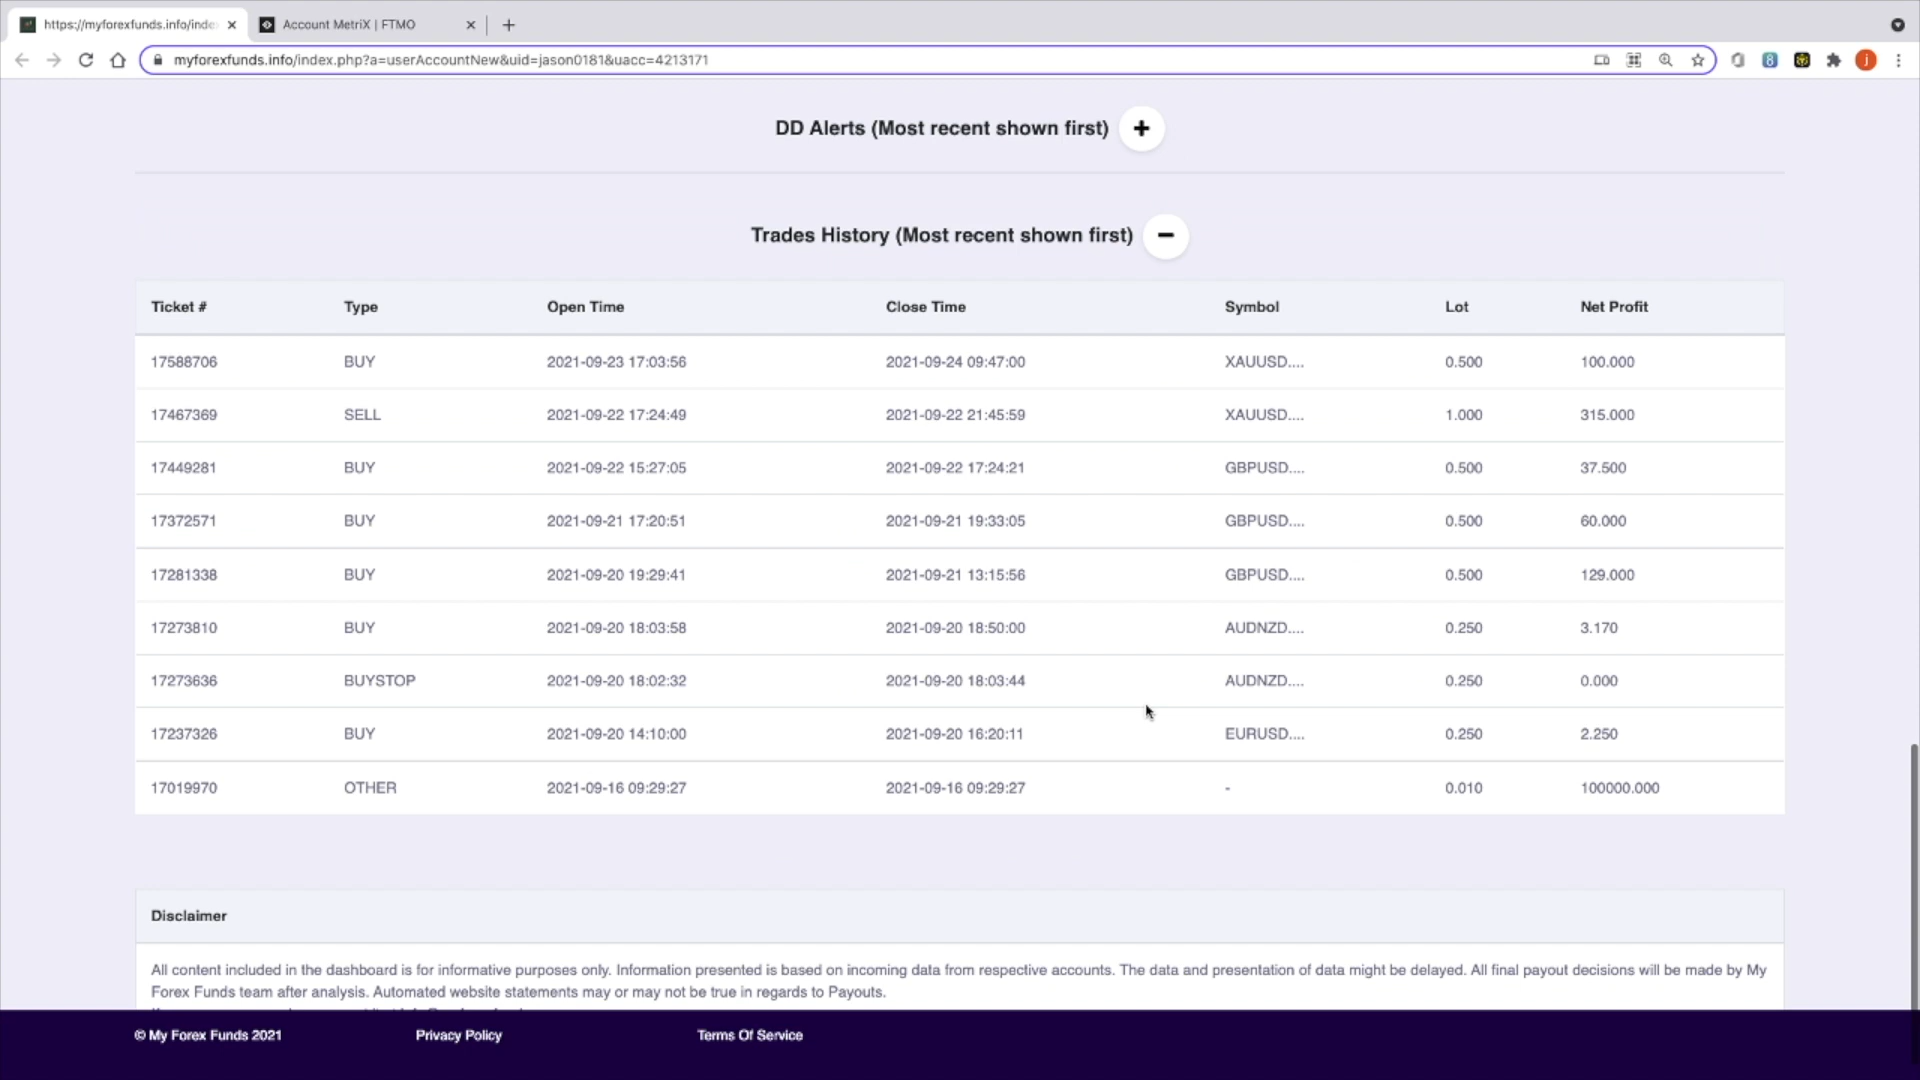 https://myforexfunds.info/inde
Account MetriX | FTMO
myforexfunds.info/index.php?a=userAccountNew&uid=jason0181&uacc=4213171
8
j
DD Alerts (Most recent shown first)
Trades History (Most recent shown first)
Ticket # Type Open Time Close Time Symbol Lot Net Profit
17588706 BUY 2021-09-23 17:03:56 2021-09-24 09:47:00 XAUUSD.... 0.500 100.000
17467369 SELL 2021-09-22 17:24:49 2021-09-22 21:45:59 XAUUSD.... 1.000 315.000
17449281 BUY 2021-09-22 15:27:05 2021-09-22 17:24:21 GBPUSD.... 0.500 37.500
17372571 BUY 2021-09-21 17:20:51 2021-09-21 19:33:05 GBPUSD.... 0.500 60.000
17281338 BUY 2021-09-20 19:29:41 2021-09-21 13:15:56 GBPUSD.... 0.500 129.000
17273810 BUY 2021-09-20 18:03:58 2021-09-20 18:50:00 AUDNZD.... 0.250 3.170
17273636 BUYSTOP 2021-09-20 18:02:32 2021-09-20 18:03:44 AUDNZD.... 0.250 0.000
17237326 BUY 2021-09-20 14:10:00 2021-09-20 16:20:11 EURUSD.... 0.250 2.250
17019970 OTHER 2021-09-16 09:29:27 2021-09-16 09:29:27 - 0.010 100000.000
Disclaimer
All content included in the dashboard is for informative purposes only. Information presented is based on incoming data from respective accounts. The data and presentation of data might be delayed. All final payout decisions will be made by My
Forex Funds team after analysis. Automated website statements may or may not be true in regards to Payouts.
© My Forex Funds 2021 Privacy Policy Terms Of Service